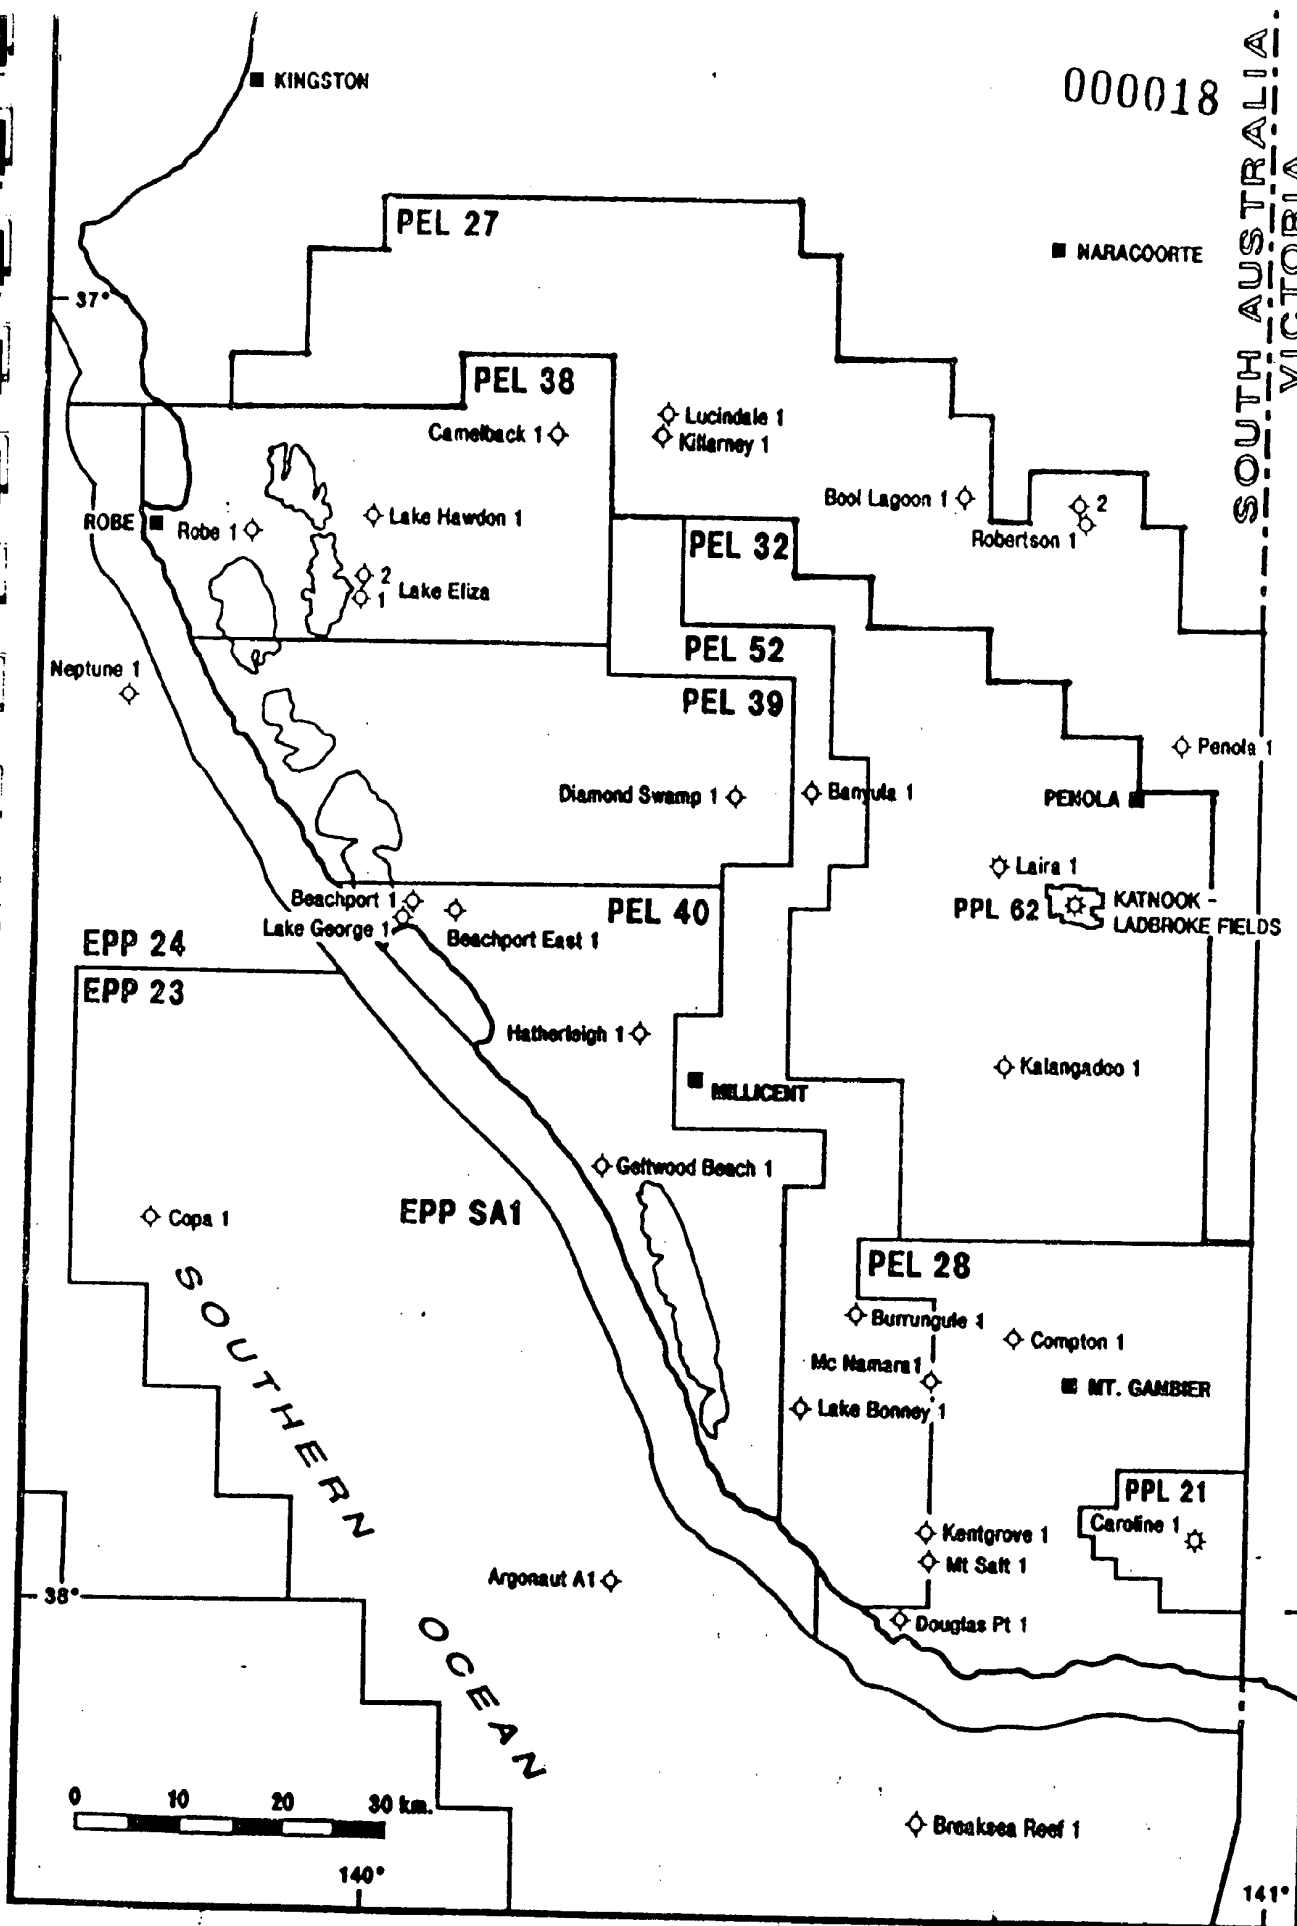 000018
KINGSTON
SOUTH AUSTRALIA
VICTORIA
PEL 27
NARACOORTE
37°
PEL 38
Lucindale 1
Camelback 1
Killarney 1
Bool Lagoon 1
2
Robertson 1
ROBE
Robe 1
Lake Hawdon 1
PEL 32
2
1
Lake Eliza
PEL 52
Neptune 1
PEL 39
Penola 1
Diamond Swamp 1
Banyula 1
PENOLA
Laira 1
Beachport 1
PEL 40
PPL 62
KATNOOK -
LADBROKE FIELDS
Lake George 1
Beachport East 1
EPP 24
EPP 23
Hatherleigh 1
Kalangadoo 1
MILLICENT
Geltwood Beach 1
Copa 1
EPP SA1
PEL 28
SOUTHERN
Burrungule 1
Compton 1
Mc Namara 1
MT. GAMBIER
Lake Bonney 1
PPL 21
Caroline 1
Kentgrove 1
Mt Salt 1
Argonaut A1
38°
Douglas Pt 1
OCEAN
0 10 20 30 km.
Breaksea Reef 1
140°
141°